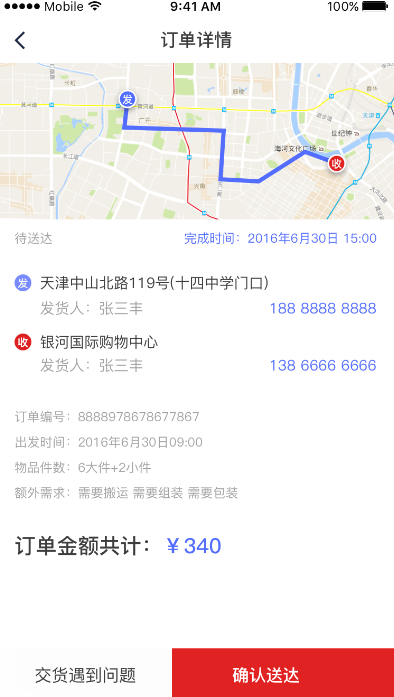 Mobile 9:41 AM 100%
订单详情
发
世纪钟
海河文化广场
收
待送达 完成时间：2016年6月30日 15:00
发 天津中山北路119号(十四中学门口)
发货人：张三丰 188 8888 8888
收 银河国际购物中心
发货人：张三丰 138 6666 6666
订单编号：8888978678677867
出发时间：2016年6月30日09:00
物品件数：6大件+2小件
额外需求：需要搬运 需要组装 需要包装
订单金额共计：￥340
交货遇到问题 确认送达